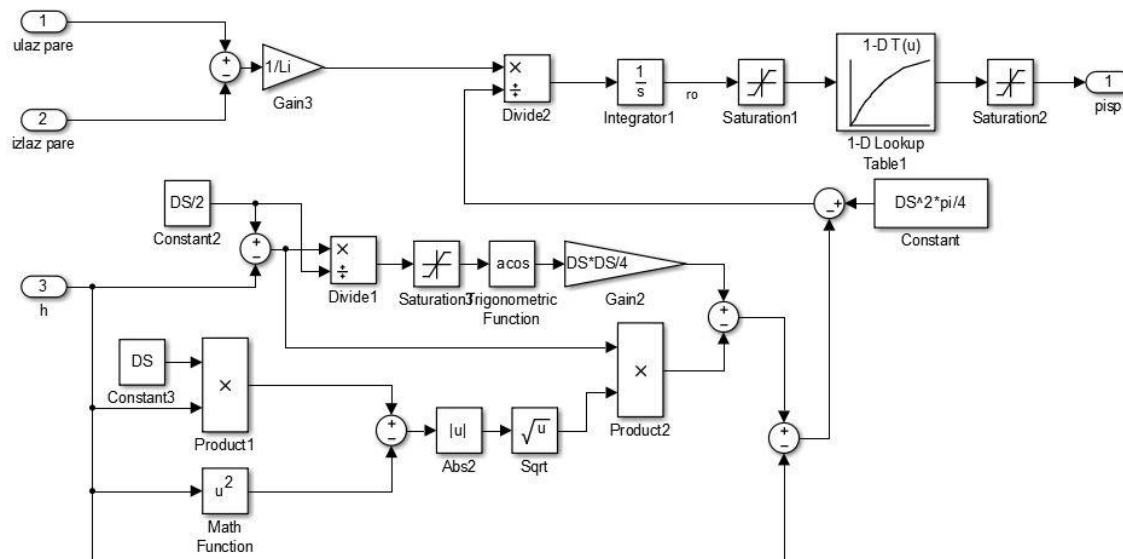 1
ulaz pare
2
izlaz pare
+
−
1/Li
Gain3
×
÷
Divide2
1
s
Integrator1
ro
Saturation1
1-D T(u)
1-D Lookup
Table1
Saturation2
1
pisp
DS/2
Constant2
+
−
×
÷
Divide1
Saturation3
acos
Trigonometric
Function
DS*DS/4
Gain2
−+
DS^2*pi/4
Constant
3
h
+
−
DS
Constant3
×
Product1
+
−
|u|
Abs2
√u
Sqrt
×
Product2
+
−
u2
Math
Function